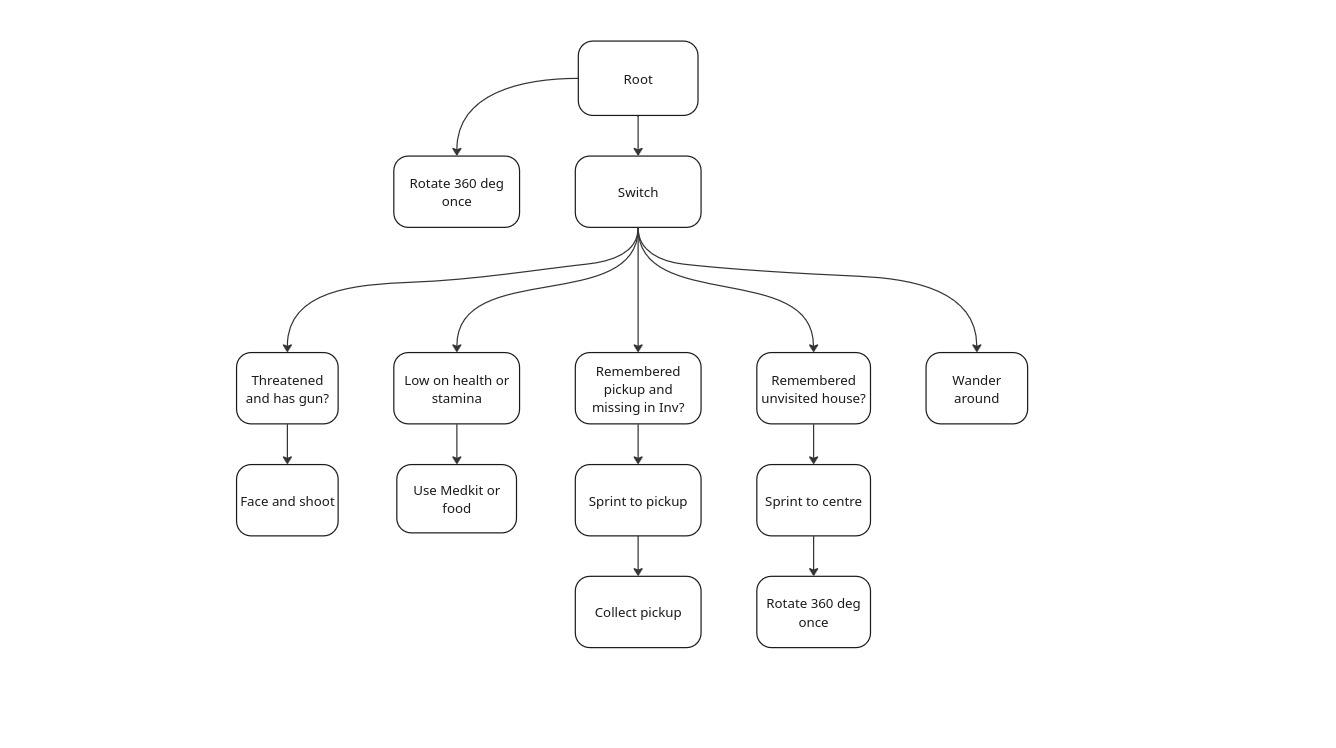 Root
Rotate 360 deg
once
Switch
Threatened
and has gun?
Low on health or
stamina
Remembered
pickup and
missing in Inv?
Remembered
unvisited house?
Wander
around
Face and shoot
Use Medkit or
food
Sprint to pickup
Sprint to centre
Collect pickup
Rotate 360 deg
once